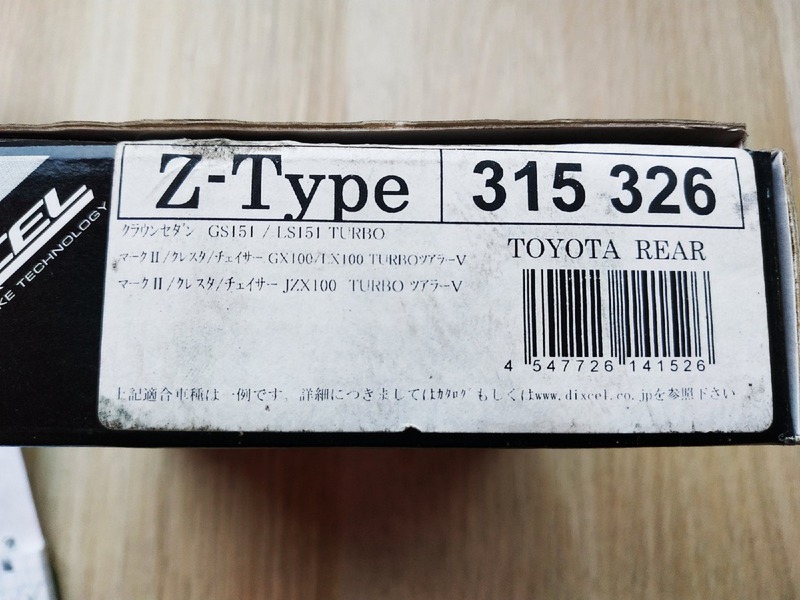 CEL
KE TECHNOLOGY
Z-Type 315 326
クラウンセダン GS151 / LS151 TURBO
マークⅡ/クレスタ/チェイサー GX100/LX100 TURBOツアラーV
マークⅡ/クレスタ/チェイサー JZX100 TURBO ツアラーV
TOYOTA REAR
4 547726 141526
上記適合車種は一例です、詳細につきましてはカタログもしくはwww.dixcel.co.jpを参照下さい